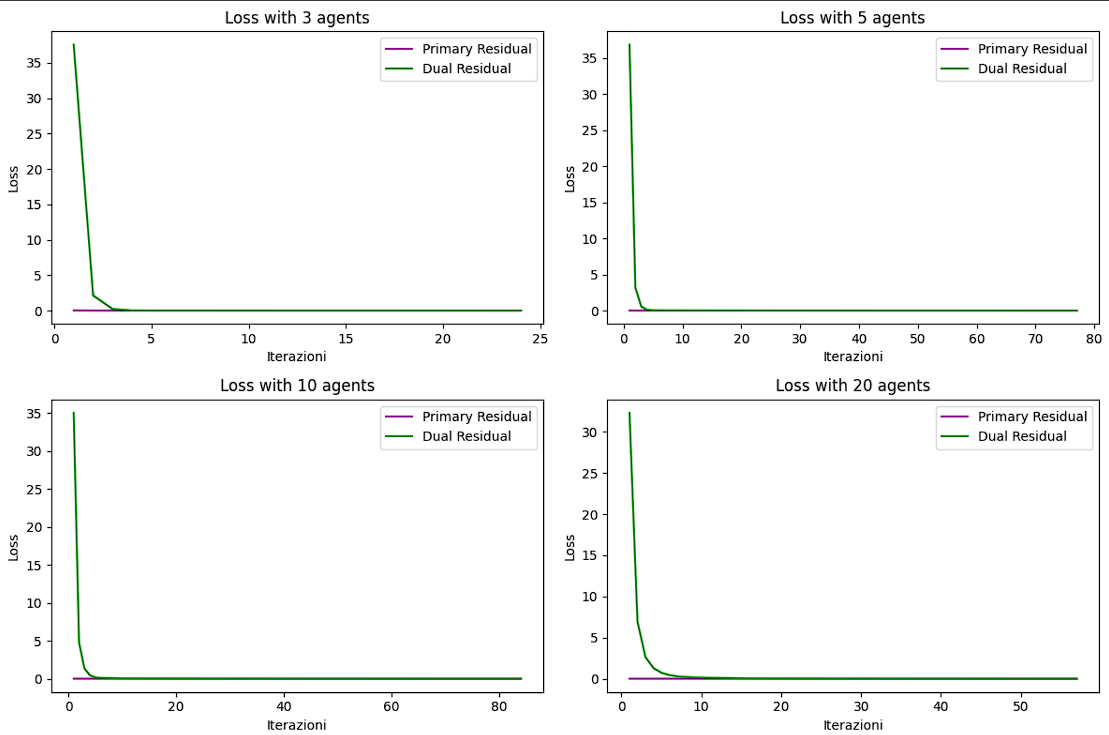 Loss with 3 agents
Primary Residual
Dual Residual
35
30
25
20
15
10
5
0
Loss
0 5 10 15 20 25
Iterazioni
Loss with 5 agents
Primary Residual
Dual Residual
35
30
25
20
15
10
5
0
Loss
0 10 20 30 40 50 60 70 80
Iterazioni
Loss with 10 agents
Primary Residual
Dual Residual
35
30
25
20
15
10
5
0
Loss
0 20 40 60 80
Iterazioni
Loss with 20 agents
Primary Residual
Dual Residual
30
25
20
15
10
5
0
Loss
0 10 20 30 40 50
Iterazioni